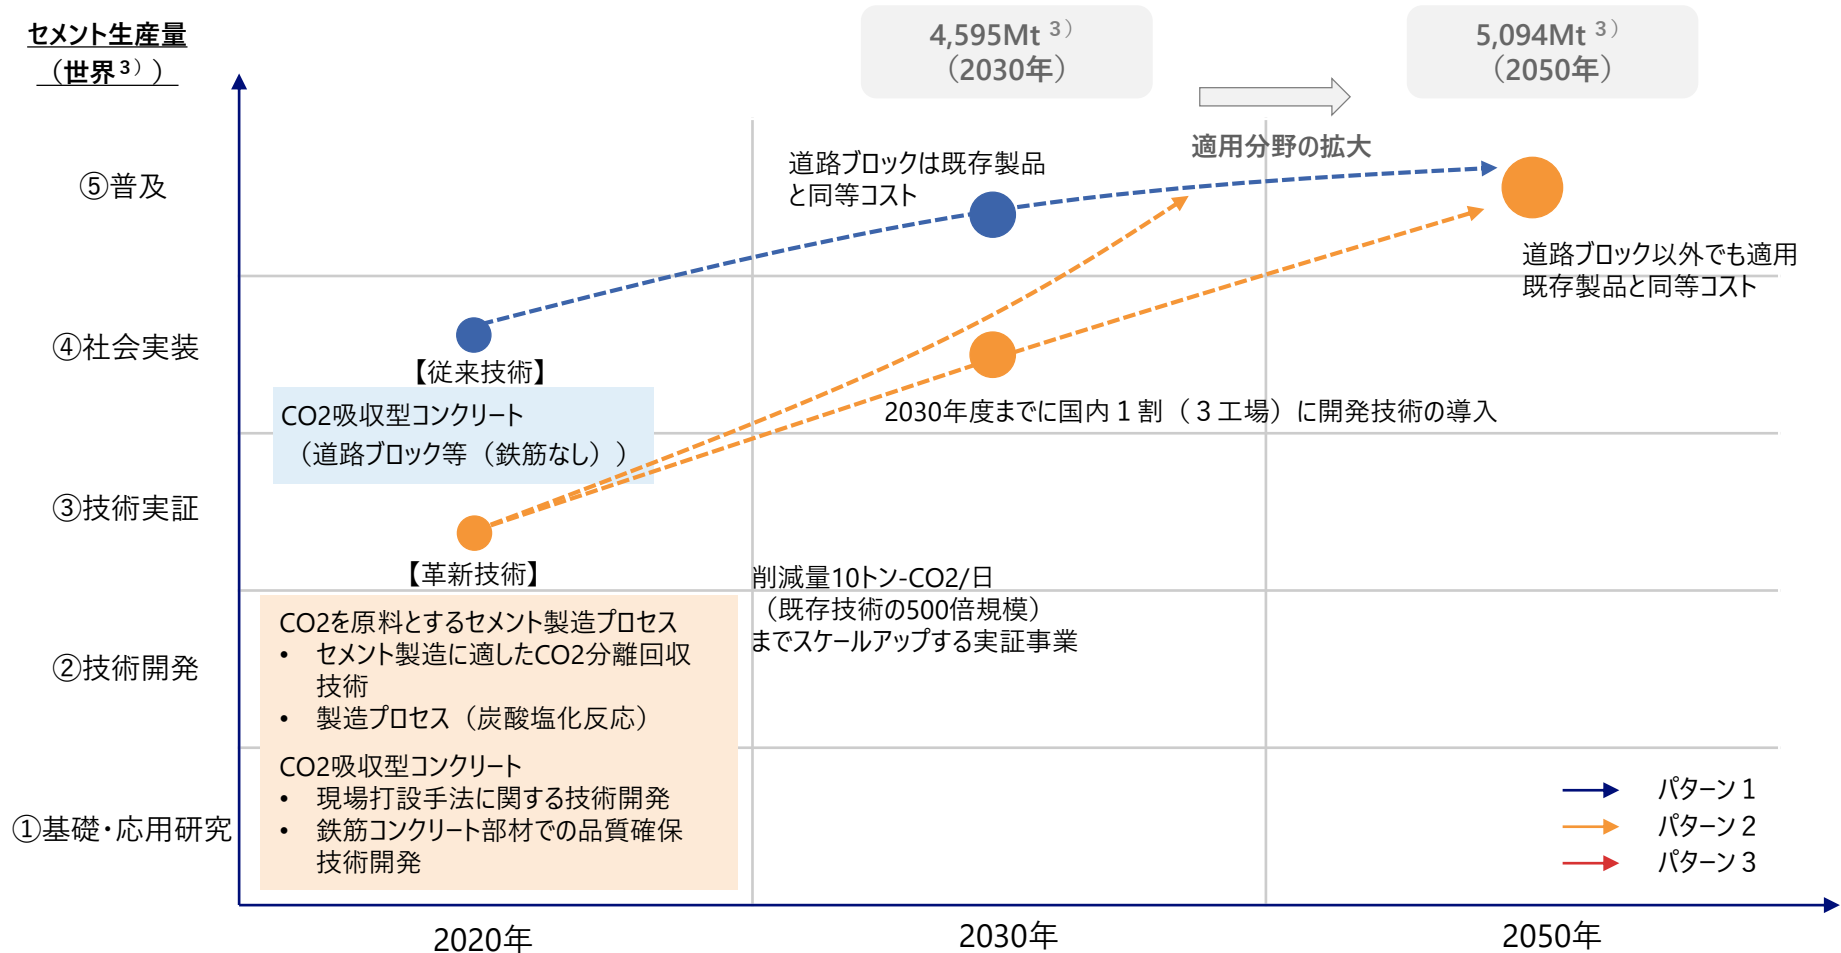 セメント生産量
（世界３））
4,595Mt ３）
（2030年）
5,094Mt ３）
（2050年）
適用分野の拡大
⑤普及
④社会実装
③技術実証
②技術開発
①基礎・応用研究
道路ブロックは既存製品
と同等コスト
道路ブロック以外でも適用
既存製品と同等コスト
【従来技術】
CO2吸収型コンクリート
（道路ブロック等（鉄筋なし））
2030年度までに国内１割（３工場）に開発技術の導入
【革新技術】
CO2を原料とするセメント製造プロセス
• セメント製造に適したCO2分離回収
技術
• 製造プロセス（炭酸塩化反応）
CO2吸収型コンクリート
• 現場打設手法に関する技術開発
• 鉄筋コンクリート部材での品質確保
技術開発
削減量10トン-CO2/日
（既存技術の500倍規模）
までスケールアップする実証事業
パターン１
パターン２
パターン３
2020年
2030年
2050年